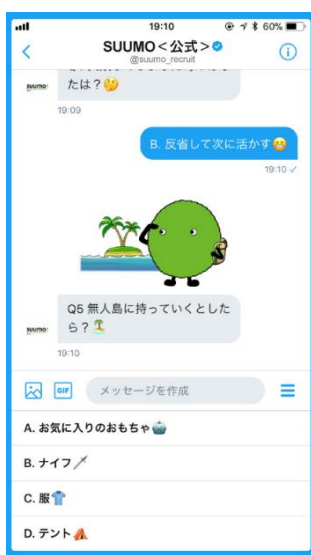 19:10
60%
SUUMO<公式>
@suumo_recruit
たは？🤔
SUUMO
19:09
B. 反省して次に活かす😁
19:10 ✓
Q5 無人島に持っていくとした
ら？🏝
SUUMO
19:10
GIF
メッセージを作成
A. お気に入りのおもちゃ🤖
B. ナイフ🗡
C. 服👕
D. テント⛺